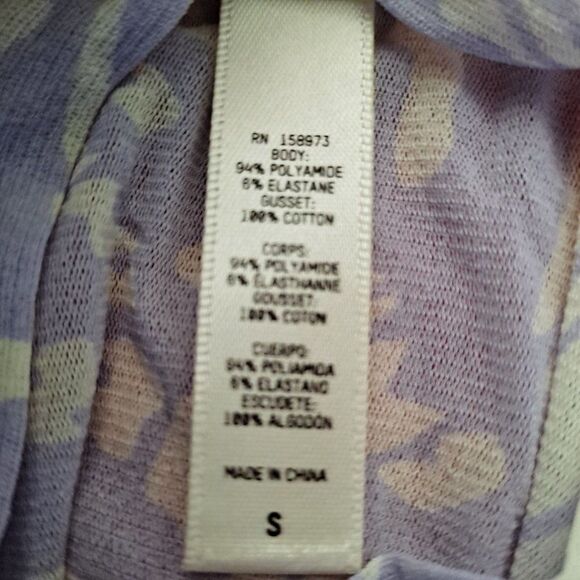 RN 158973
BODY:
94% POLYAMIDE
6% ELASTANE
GUSSET:
100% COTTON
CORPS:
94% POLYAMIDE
6% ELASTHANNE
GOUSSET:
100% COTON
CUERPO:
94% POLIAMIDA
6% ELASTANO
ESCUDETE:
100% ALGODÓN
MADE IN CHINA
S